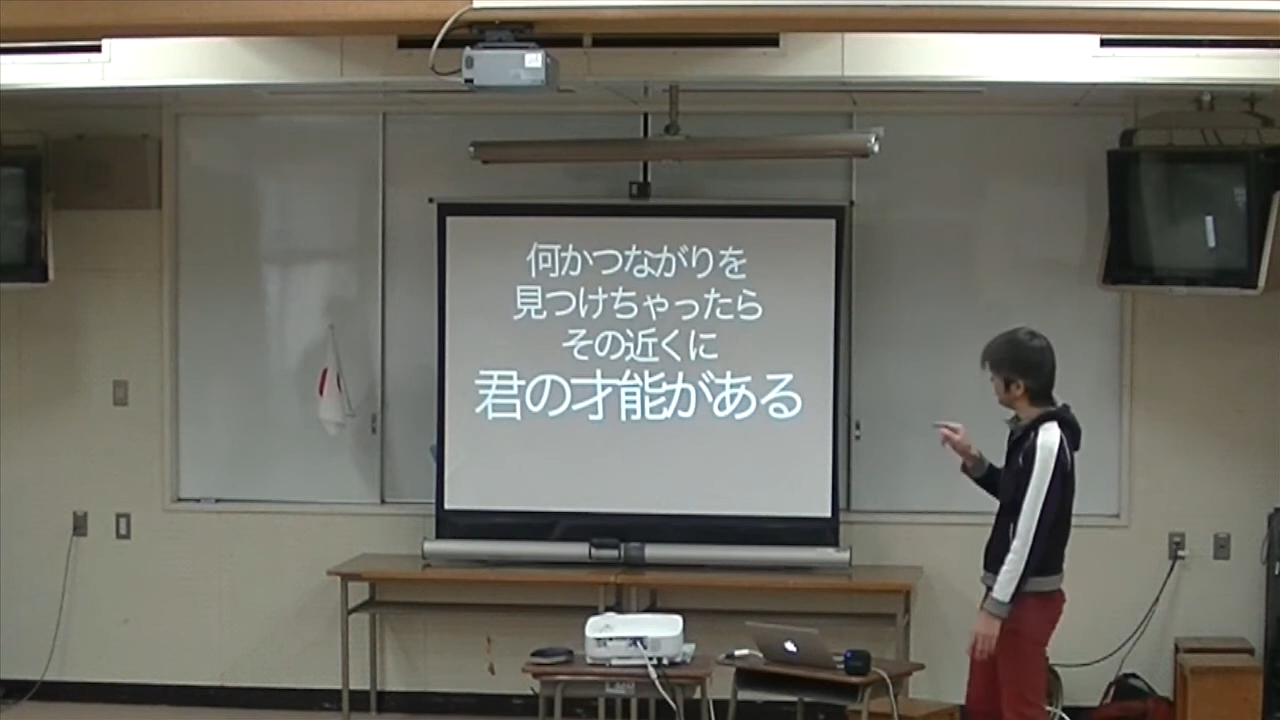 何かつながりを
見つけちゃったら
その近くに
君の才能がある